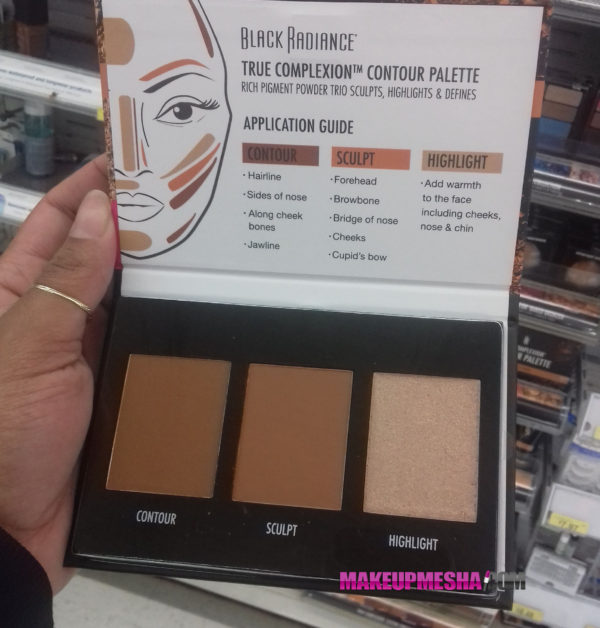 BLACK RADIANCE®
TRUE COMPLEXION™ CONTOUR PALETTE
RICH PIGMENT POWDER TRIO SCULPTS, HIGHLIGHTS & DEFINES
APPLICATION GUIDE
CONTOUR
• Hairline
• Sides of nose
• Along cheek
bones
• Jawline
SCULPT
• Forehead
• Browbone
• Bridge of nose
• Cheeks
• Cupid's bow
HIGHLIGHT
• Add warmth
to the face
including cheeks,
nose & chin
CONTOUR
SCULPT
HIGHLIGHT
MAKEUPMESHA.COM